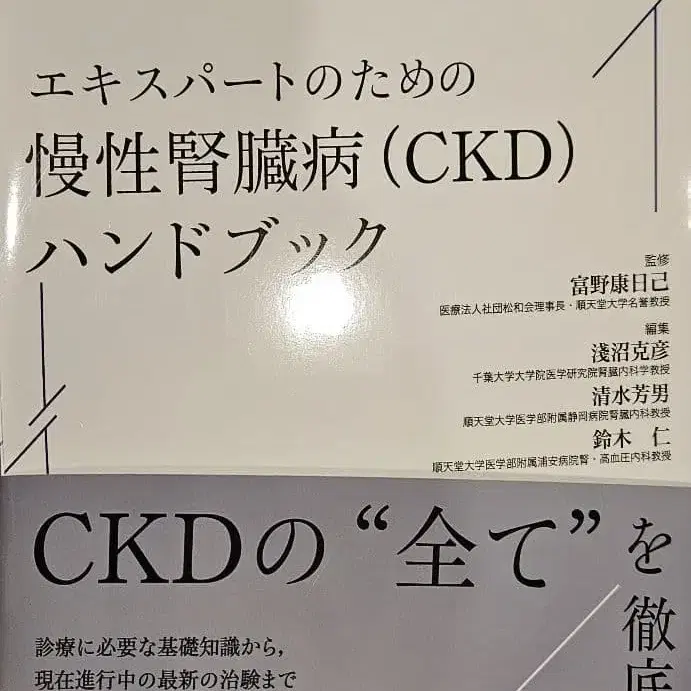 エキスパートのための
慢性腎臓病(CKD)
ハンドブック
監修
富野康日己
医療法人社団松和会理事長・順天堂大学名誉教授
編集
淺沼克彦
千葉大学大学院医学研究院腎臓内科学教授
清水芳男
順天堂大学医学部附属静岡病院腎臓内科教授
鈴木 仁
順天堂大学医学部附属浦安病院腎・高血圧内科教授
CKDの“全て”を徹底
診療に必要な基礎知識から,
現在進行中の最新の治験まで